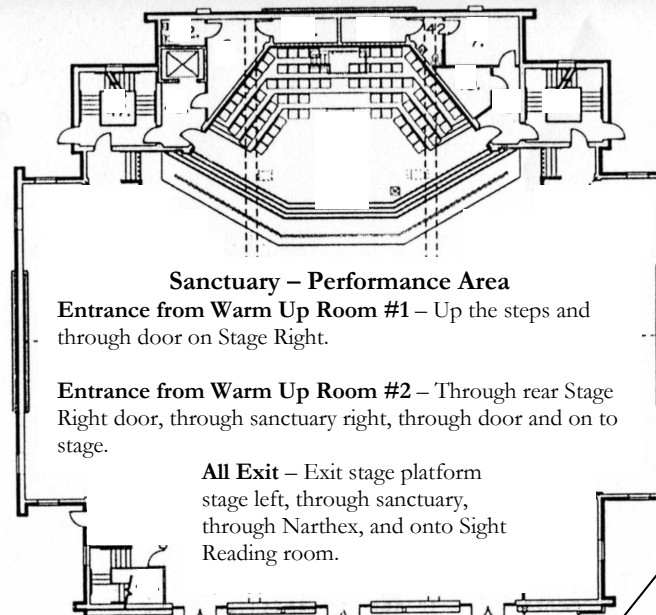 Sanctuary – Performance Area
Entrance from Warm Up Room #1 – Up the steps and
through door on Stage Right.
Entrance from Warm Up Room #2 – Through rear Stage
Right door, through sanctuary right, through door and on to
stage.
All Exit – Exit stage platform
stage left, through sanctuary,
through Narthex, and onto Sight
Reading room.